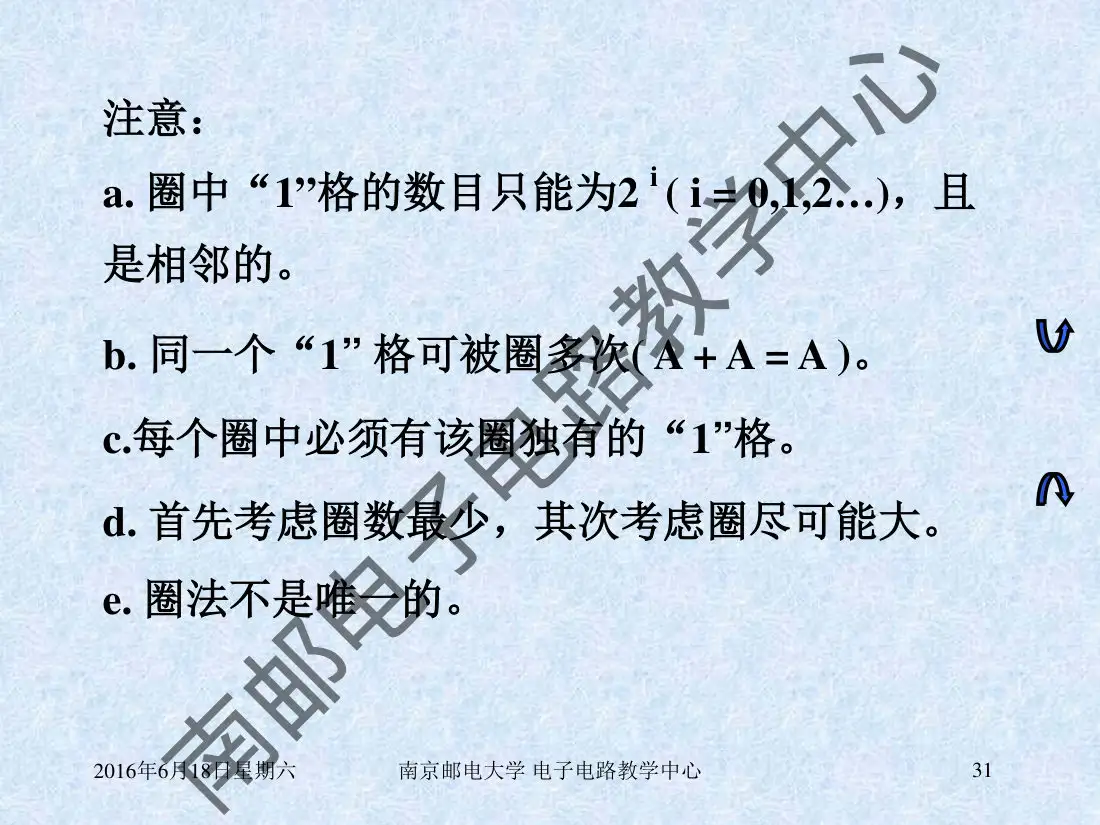 注意：
a. 圈中“1”格的数目只能为2 i ( i = 0,1,2…)，且
是相邻的。
b. 同一个“1” 格可被圈多次( A + A = A )。
c.每个圈中必须有该圈独有的“1”格。
d. 首先考虑圈数最少，其次考虑圈尽可能大。
e. 圈法不是唯一的。
南邮电子电路教学中心
2016年6月18日星期六 南京邮电大学 电子电路教学中心 31